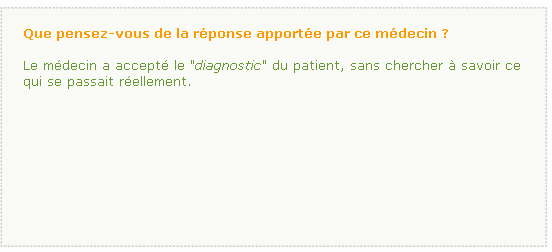 Que pensez-vous de la réponse apportée par ce médecin ?
Le médecin a accepté le "diagnostic" du patient, sans chercher à savoir ce
qui se passait réellement.